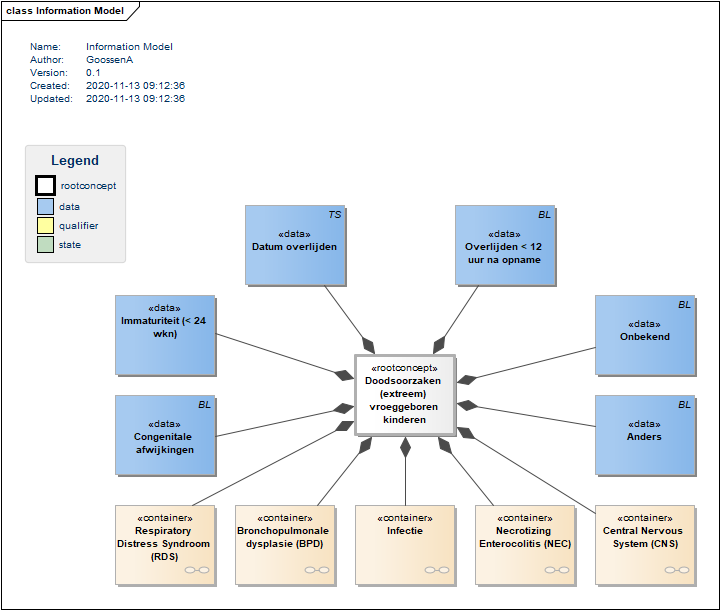 class Information Model
Name: Information Model
Author: GoossenA
Version: 0.1
Created: 2020-11-13 09:12:36
Updated: 2020-11-13 09:12:36
Legend
rootconcept
data
qualifier
state
TS
«data»
Datum overlijden
BL
«data»
Overlijden < 12
uur na opname
«data»
Immaturiteit (< 24
wkn)
BL
«data»
Onbekend
«rootconcept»
Doodsoorzaken
(extreem)
vroeggeboren
kinderen
BL
«data»
Congenitale
afwijkingen
BL
«data»
Anders
«container»
Respiratory
Distress Syndroom
(RDS)
«container»
Bronchopulmonale
dysplasie (BPD)
«container»
Infectie
«container»
Necrotizing
Enterocolitis (NEC)
«container»
Central Nervous
System (CNS)